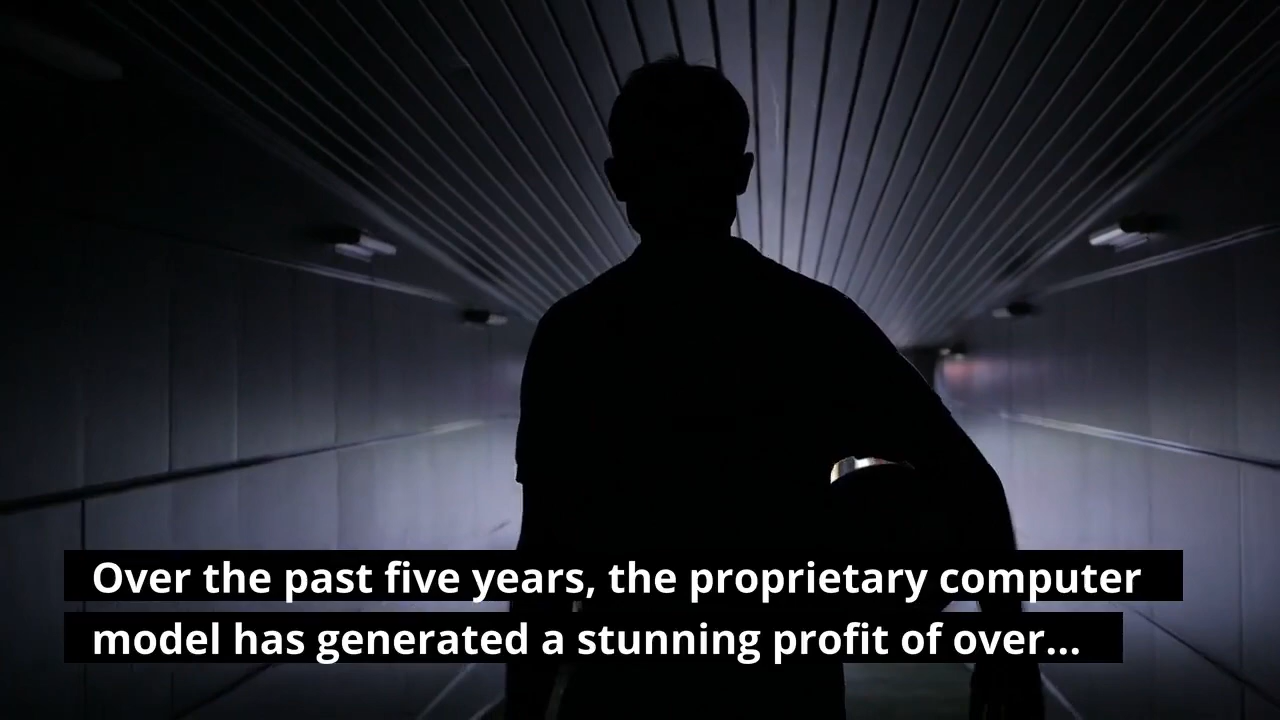 Over the past five years, the proprietary computer
model has generated a stunning profit of over...